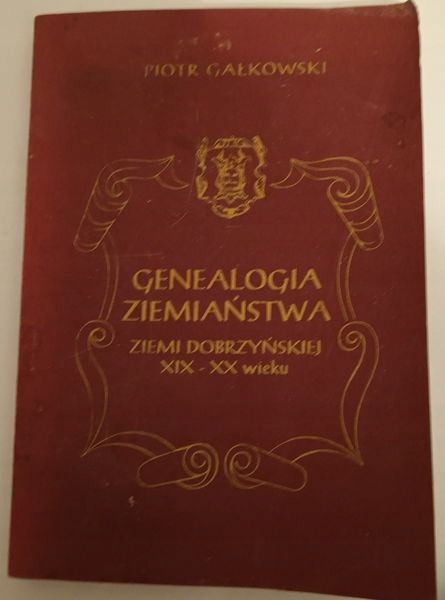 PIOTR GAŁKOWSKI
GENEALOGIA
ZIEMIAŃSTWA
ZIEMI DOBRZYŃSKIEJ
XIX - XX wieku